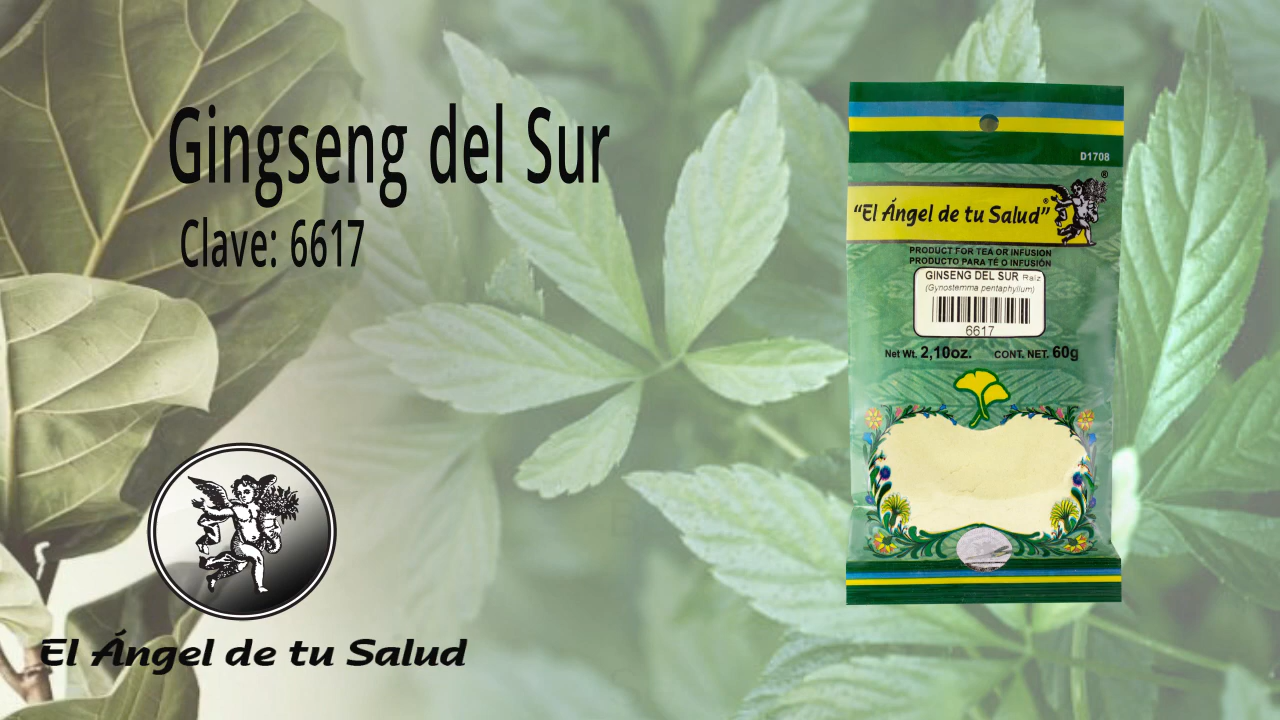 Gingseng del Sur
Clave: 6617
El Ángel de tu Salud
D1708
®
“El Ángel de tu Salud”®
PRODUCT FOR TEA OR INFUSION
PRODUCTO PARA TÉ O INFUSIÓN
GINSENG DEL SUR Raíz
(Gynostemma pentaphyllum)
6617
Net Wt. 2,10oz. CONT. NET. 60g